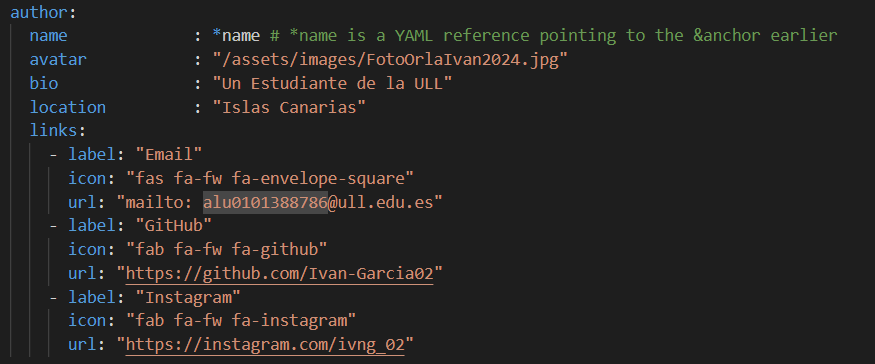 author:
name : *name # *name is a YAML reference pointing to the &anchor earlier
avatar : "/assets/images/FotoOrlaIvan2024.jpg"
bio : "Un Estudiante de la ULL"
location : "Islas Canarias"
links:
- label: "Email"
icon: "fas fa-fw fa-envelope-square"
url: "mailto: alu0101388786@ull.edu.es"
- label: "GitHub"
icon: "fab fa-fw fa-github"
url: "https://github.com/Ivan-Garcia02"
- label: "Instagram"
icon: "fab fa-fw fa-instagram"
url: "https://instagram.com/ivng_02"